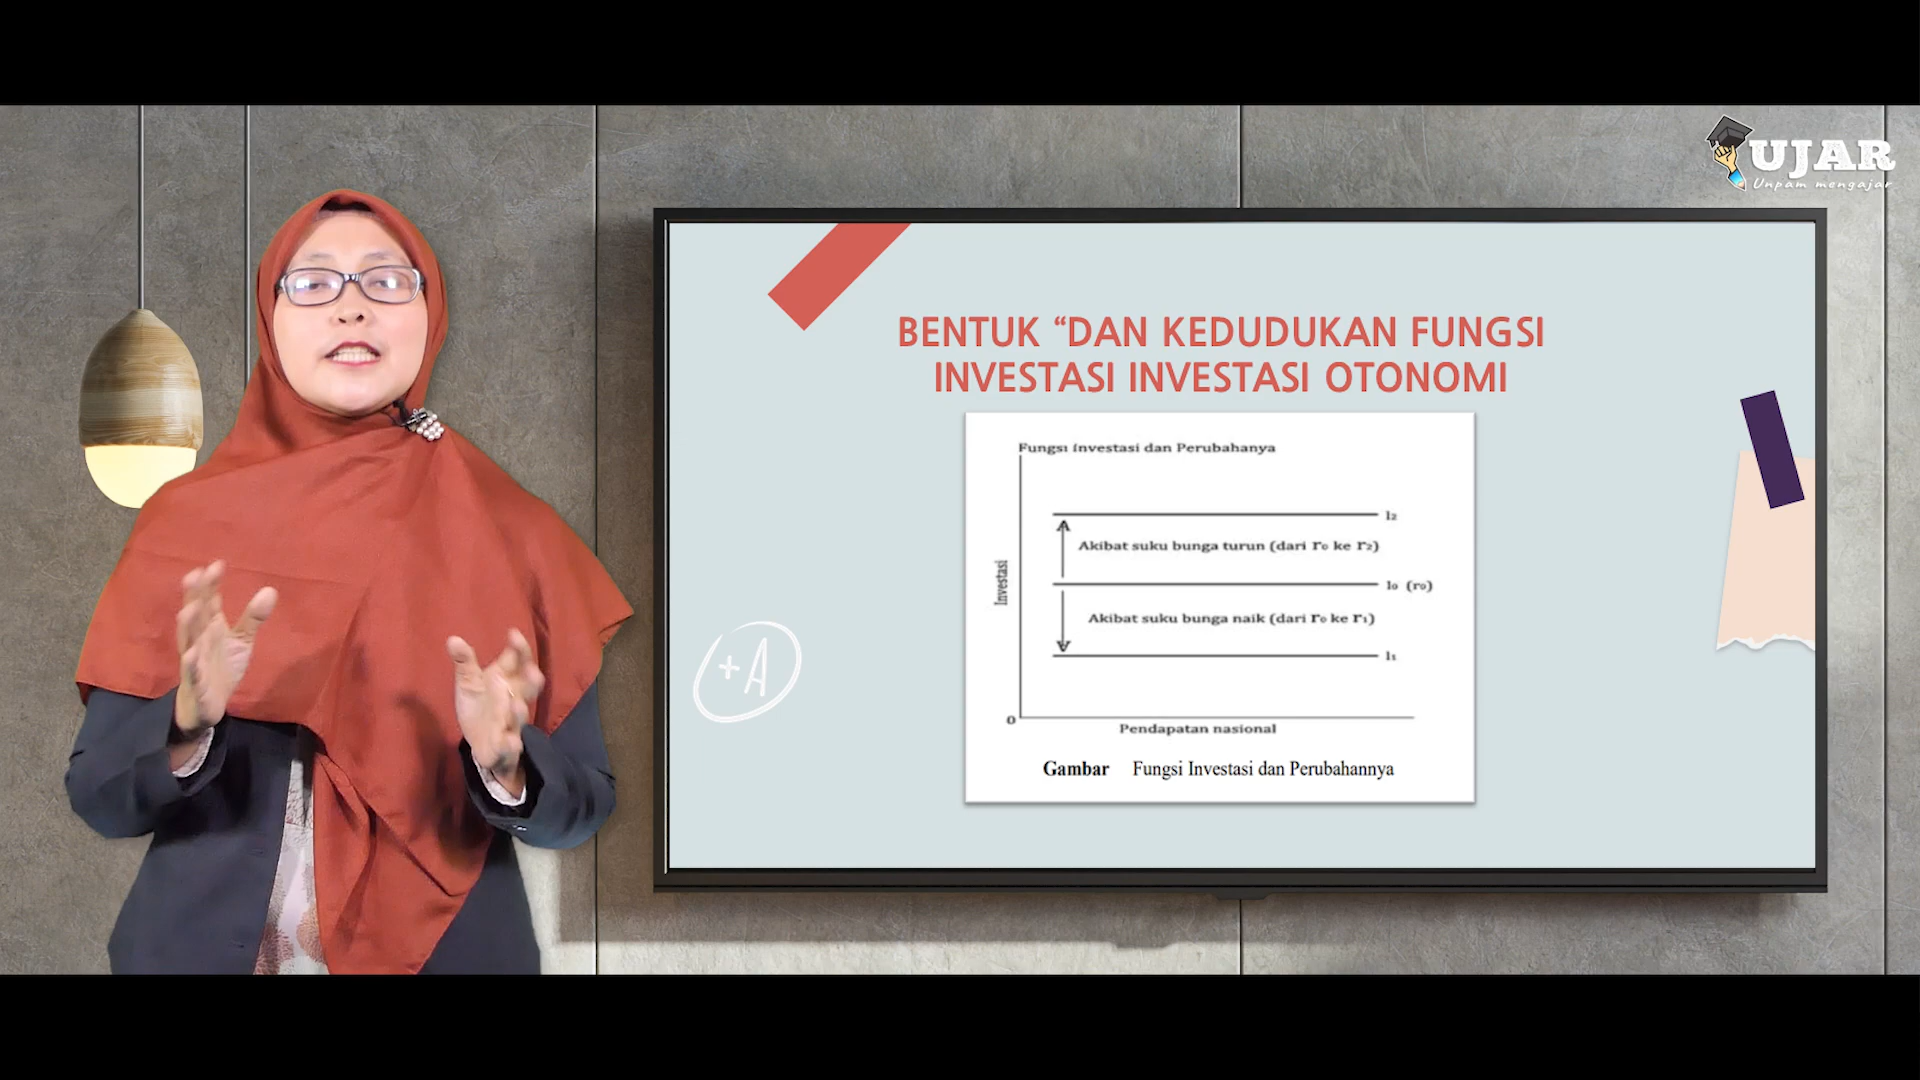 UJAR
Unpam mengajar
BENTUK “DAN KEDUDUKAN FUNGSI
INVESTASI INVESTASI OTONOMI
Fungsi investasi dan Perubahanya
I₂
Akibat suku bunga turun (dari r₀ ke r₂)
Investasi
I₀ (r₀)
Akibat suku bunga naik (dari r₀ ke r₁)
I₁
0
Pendapatan nasional
Gambar Fungsi Investasi dan Perubahannya
+A